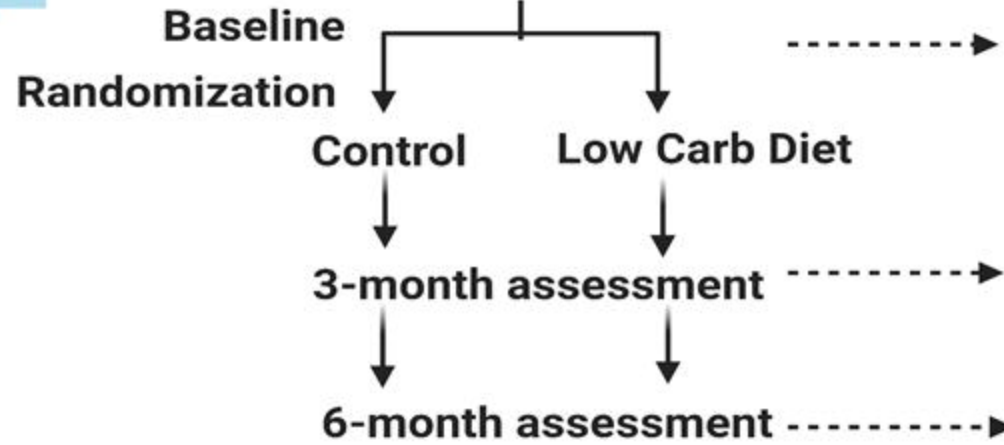 Baseline
Randomization
Control Low Carb Diet
3-month assessment
6-month assessment